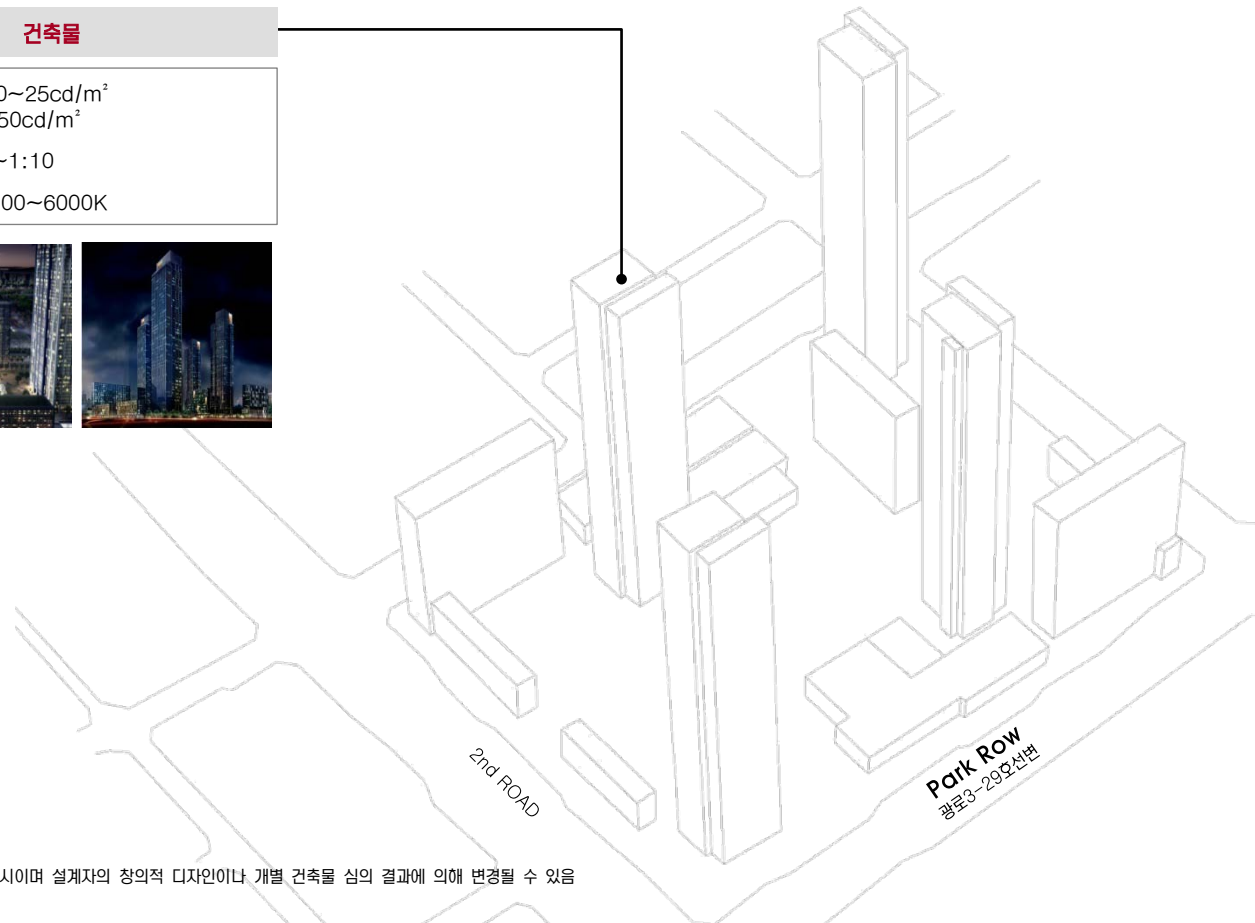 건축물
0~25cd/m²
50cd/m²
~1:10
00~6000K
2nd ROAD
Park Row
광로3-29호선변
시이며 설계자의 창의적 디자인이나 개별 건축물 심의 결과에 의해 변경될 수 있음